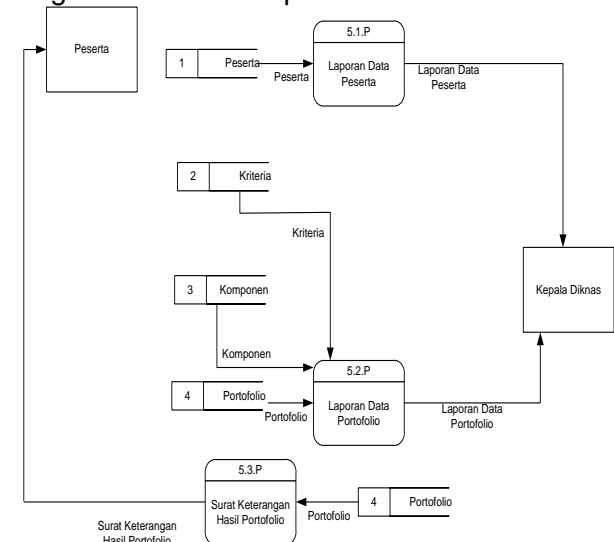 Peserta
1
Peserta
Peserta
5.1.P
Laporan Data
Peserta
Laporan Data
Peserta
2
Kriteria
Kriteria
Kepala Diknas
3
Komponen
Komponen
4
Portofolio
Portofolio
5.2.P
Laporan Data
Portofolio
Laporan Data
Portofolio
5.3.P
Surat Keterangan
Hasil Portofolio
Portofolio
4
Portofolio
Surat Keterangan
Hasil Portofolio